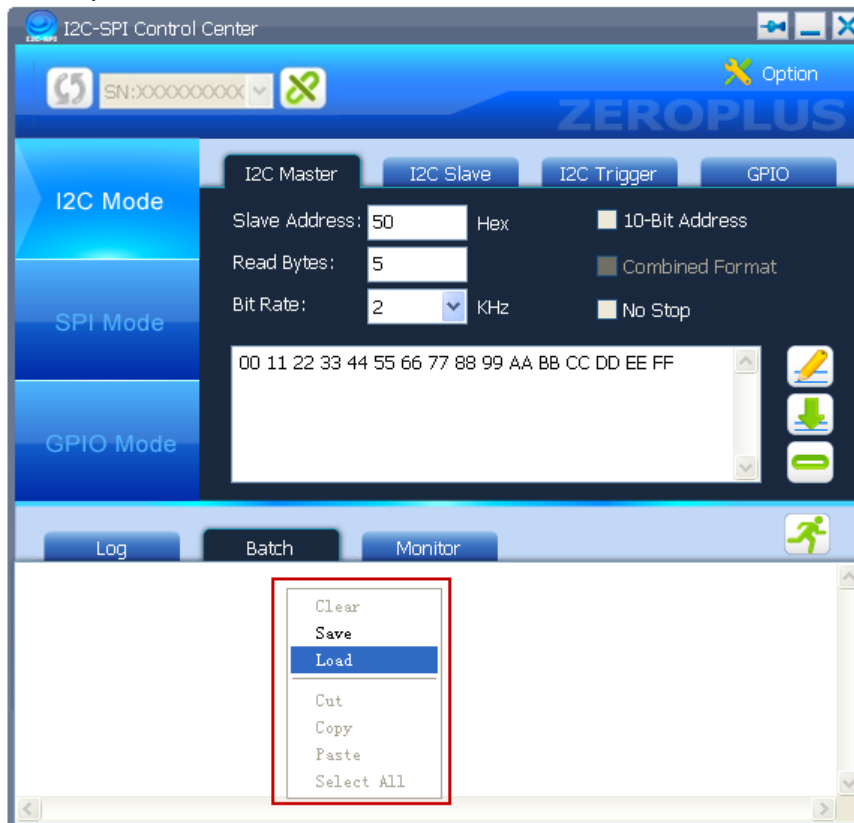 I2C-SPI Control Center
SN:XXXXXXXXX
Option
ZEROPLUS
I2C Mode
SPI Mode
GPIO Mode
I2C Master I2C Slave I2C Trigger GPIO
Slave Address: 50 Hex 10-Bit Address
Read Bytes: 5 Combined Format
Bit Rate: 2 KHz No Stop
00 11 22 33 44 55 66 77 88 99 AA BB CC DD EE FF
Log Batch Monitor
Clear
Save
Load
Cut
Copy
Paste
Select All